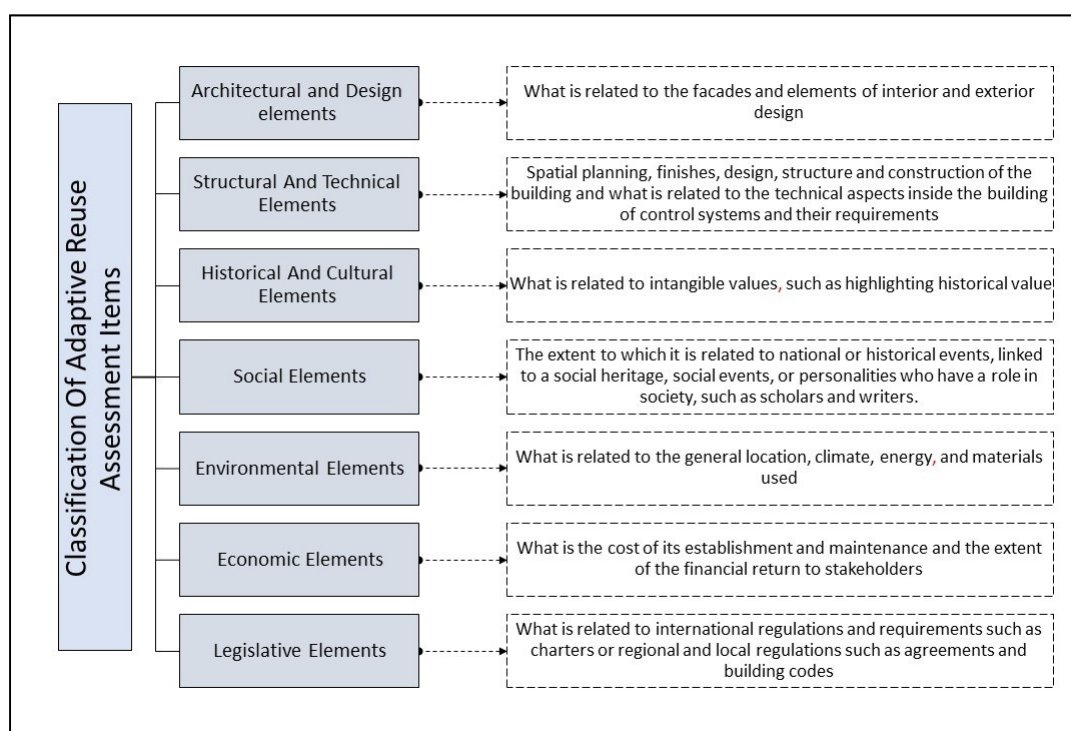 Classification Of Adaptive Reuse
Assessment Items
Architectural and Design
elements
What is related to the facades and elements of interior and exterior
design
Structural And Technical
Elements
Spatial planning, finishes, design, structure and construction of the
building and what is related to the technical aspects inside the building
of control systems and their requirements
Historical And Cultural
Elements
What is related to intangible values, such as highlighting historical value
Social Elements
The extent to which it is related to national or historical events, linked
to a social heritage, social events, or personalities who have a role in
society, such as scholars and writers.
Environmental Elements
What is related to the general location, climate, energy, and materials
used
Economic Elements
What is the cost of its establishment and maintenance and the extent
of the financial return to stakeholders
Legislative Elements
What is related to international regulations and requirements such as
charters or regional and local regulations such as agreements and
building codes